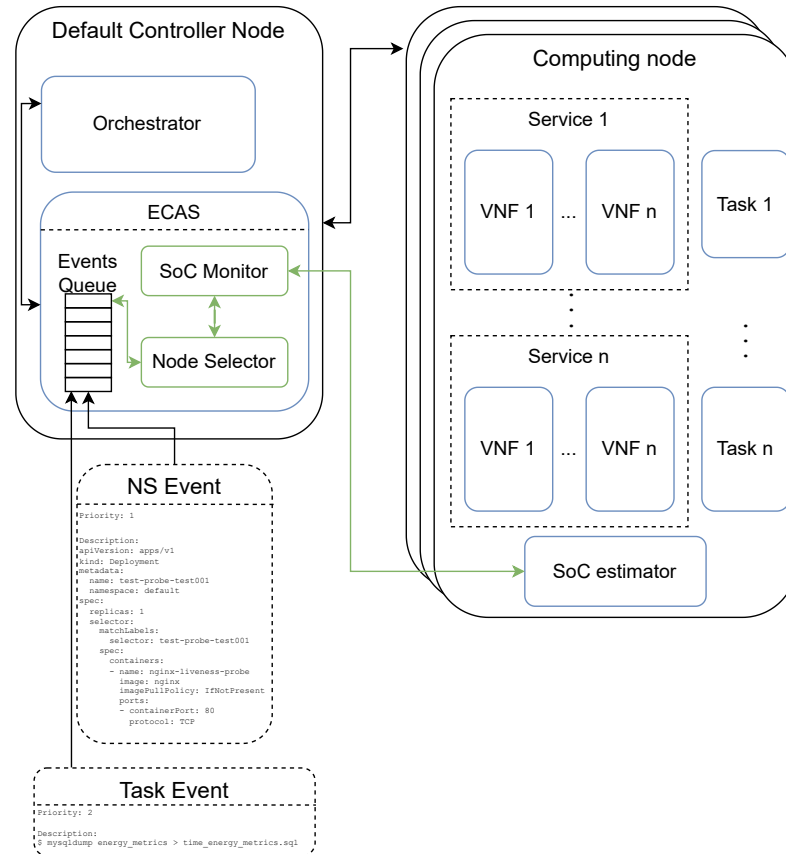 Default Controller Node
Orchestrator
ECAS
Events
Queue
SoC Monitor
Node Selector
Computing node
Service 1
VNF 1
...
VNF n
Task 1
Service n
VNF 1
...
VNF n
Task n
SoC estimator
NS Event
Priority: 1
Description:
apiVersion: apps/v1
kind: Deployment
metadata:
  name: test-probe-test001
  namespace: default
spec:
  replicas: 1
  selector:
    matchLabels:
      selector: test-probe-test001
    spec:
      containers:
      - name: nginx-liveness-probe
        image: nginx
        imagePullPolicy: IfNotPresent
        ports:
        - containerPort: 80
          protocol: TCP
Task Event
Priority: 2
Description:
$ mysqldump energy_metrics > time_energy_metrics.sql